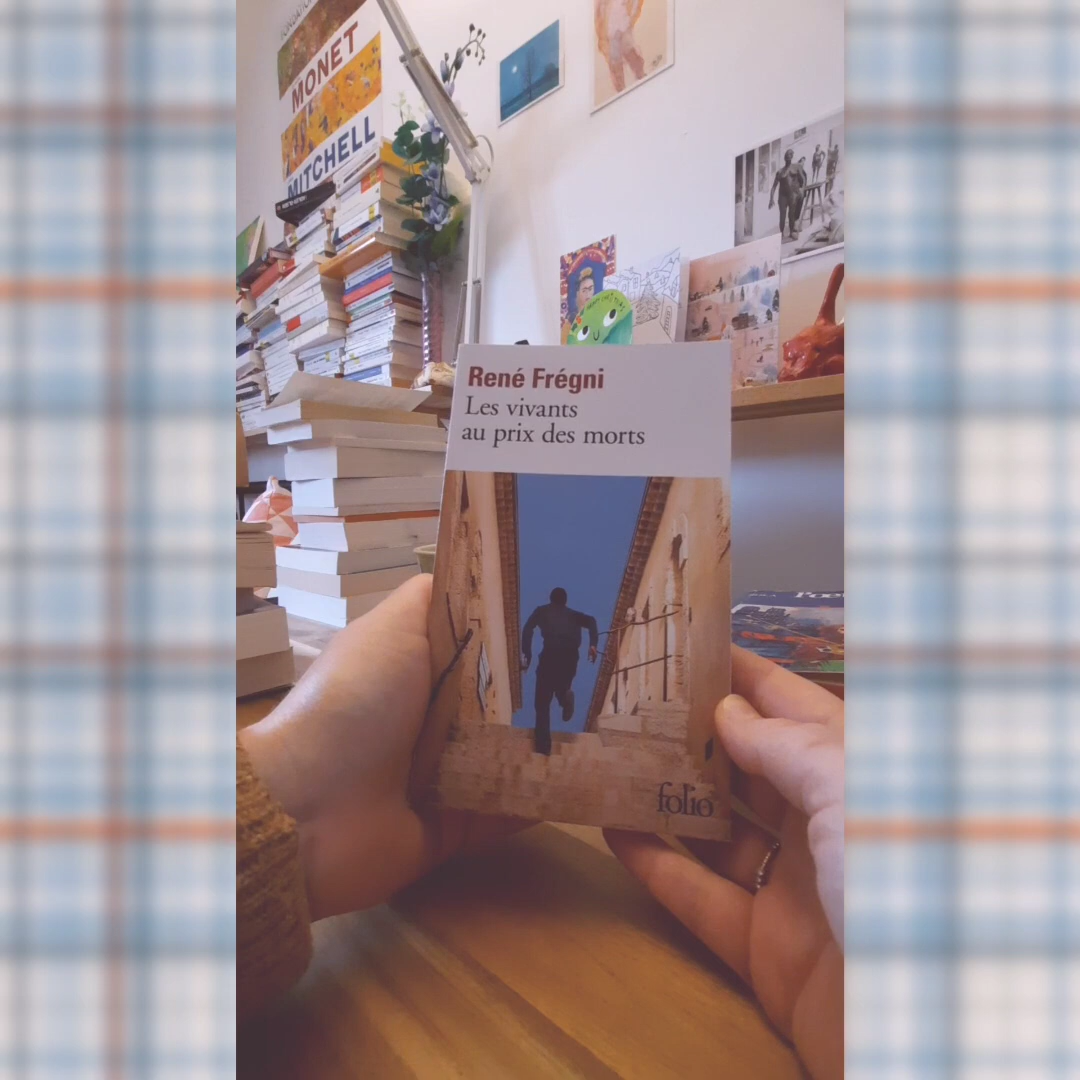 MONET
MITCHELL
René Frégni
Les vivants
au prix des morts
folio